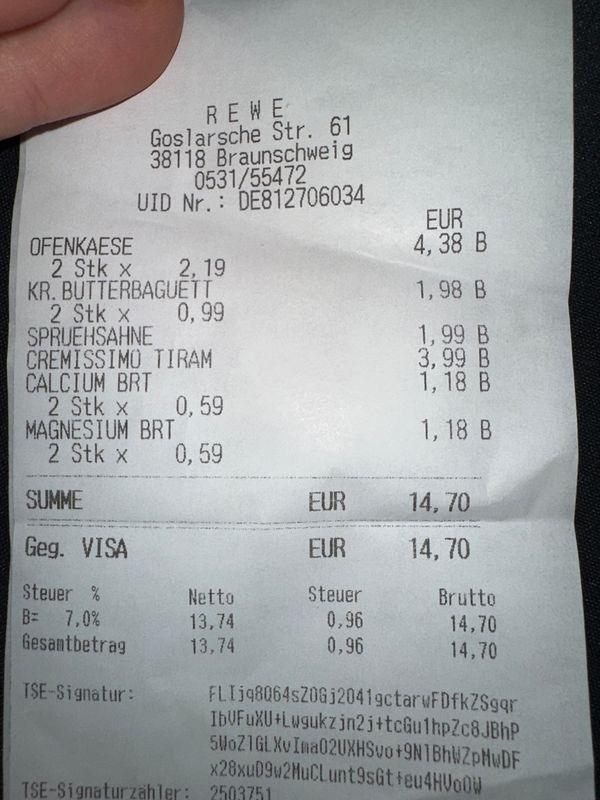 R E W E
Goslarsche Str. 61
38118 Braunschweig
0531/55472
UID Nr.: DE812706034
EUR
OFENKAESE 4,38 B
2 Stk x 2,19
KR.BUTTERBAGUETT 1,98 B
2 Stk x 0,99
SPRUEHSAHNE 1,99 B
CREMISSIMO TIRAM 3,99 B
CALCIUM BRT 1,18 B
2 Stk x 0,59
MAGNESIUM BRT 1,18 B
2 Stk x 0,59
SUMME EUR 14,70
Geg. VISA EUR 14,70
Steuer % Netto Steuer Brutto
B= 7,0% 13,74 0,96 14,70
Gesamtbetrag 13,74 0,96 14,70
TSE-Signatur: FLIjq8Q64sZ0Gj2O41gctarwFDfkZSgqr
IbVFuXU+Lwgukzjn2j+tcGu1hpZc8JBhP
5WoZlGLXvIma02UXHSvo+9N1BhWZpMwDF
x28xuD9w2MuCLunt9sGt+eu4HVoOW
TSE-Signaturzähler: 2503751